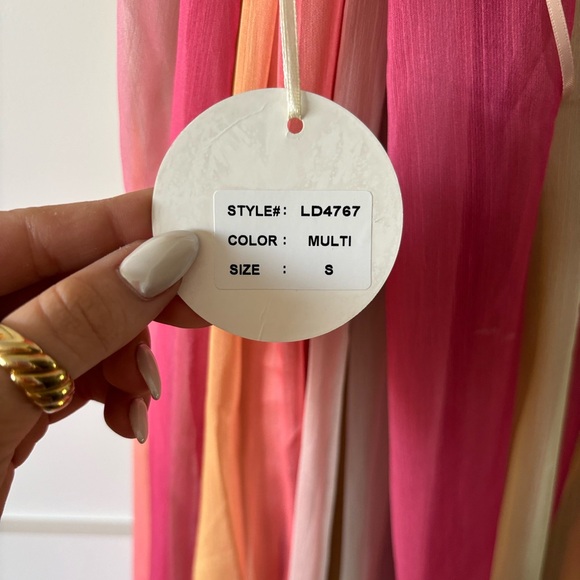 STYLE#: LD4767
COLOR : MULTI
SIZE : S